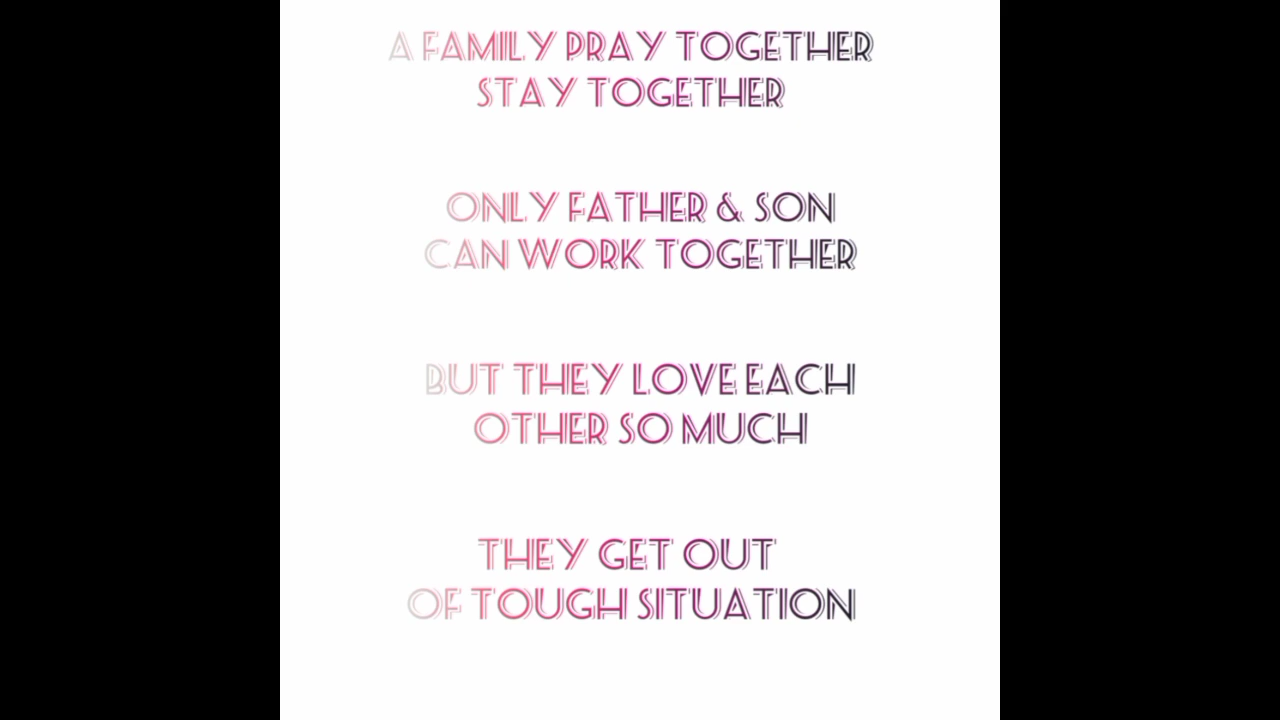 A FAMILY PRAY TOGETHER
STAY TOGETHER
ONLY FATHER & SON
CAN WORK TOGETHER
BUT THEY LOVE EACH
OTHER SO MUCH
THEY GET OUT
OF TOUGH SITUATION